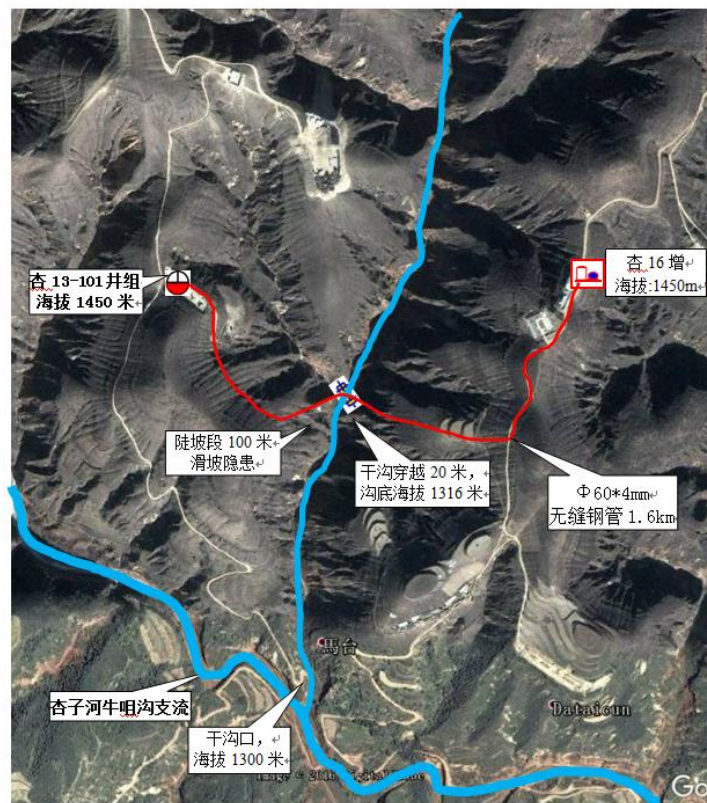 杏 13-101 井组
海拔 1450 米
杏 16 增
海拔:1450m
陡坡段 100 米
滑坡隐患
干沟穿越 20 米，
沟底海拔 1316 米
Φ60*4mm
无缝钢管 1.6km
馬台
杏子河牛咀沟支流
Dataicun
干沟口，
海拔 1300 米
Go